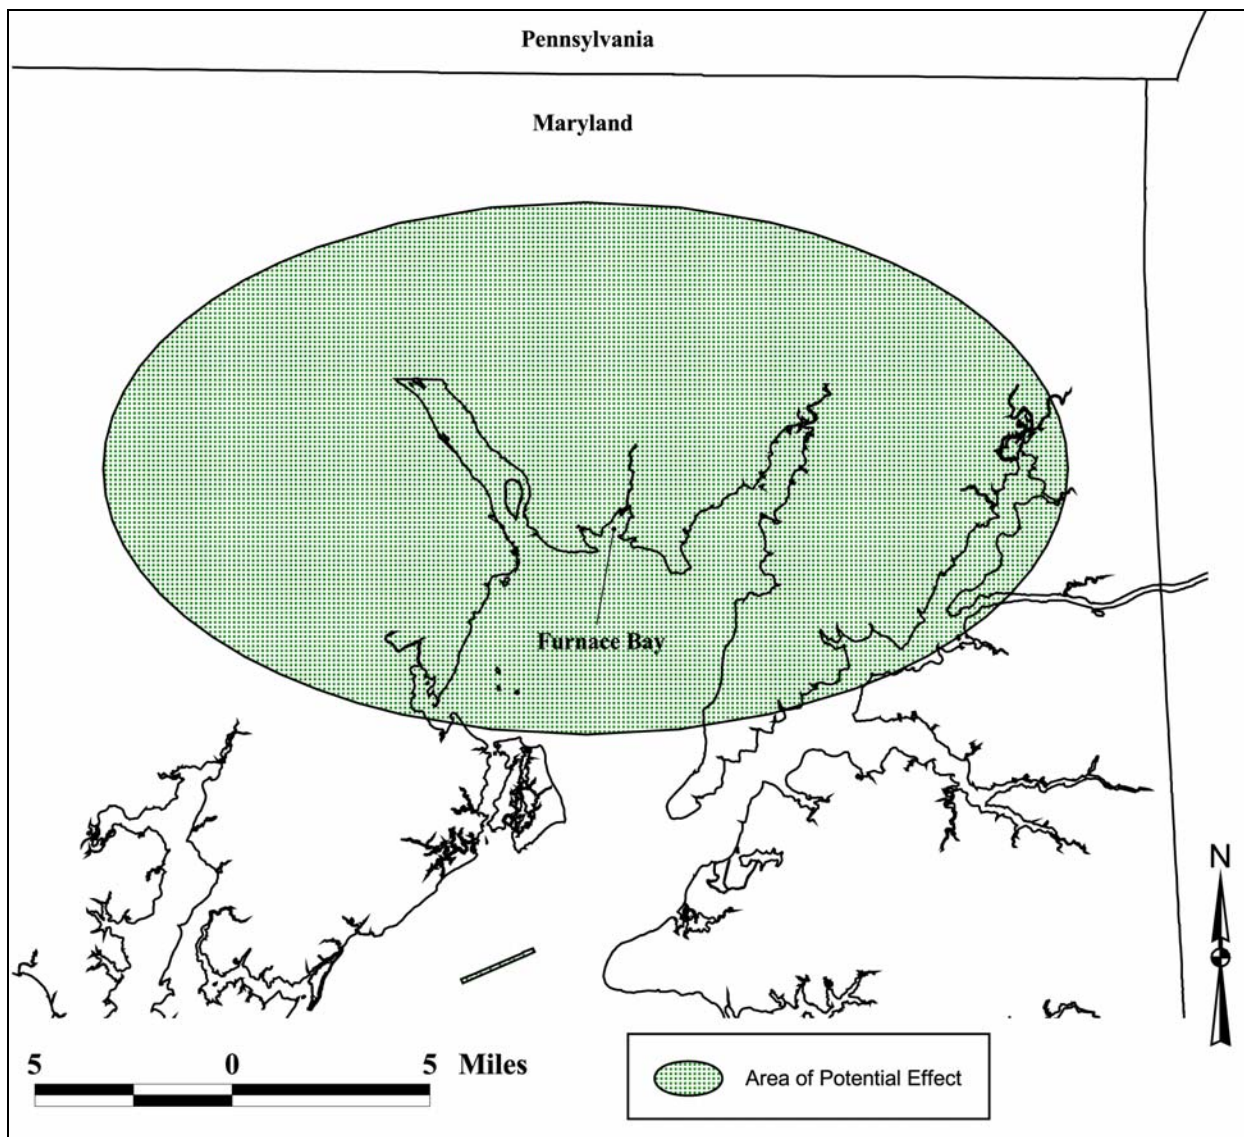 Pennsylvania
Maryland
Furnace Bay
N
5 0 5 Miles
Area of Potential Effect